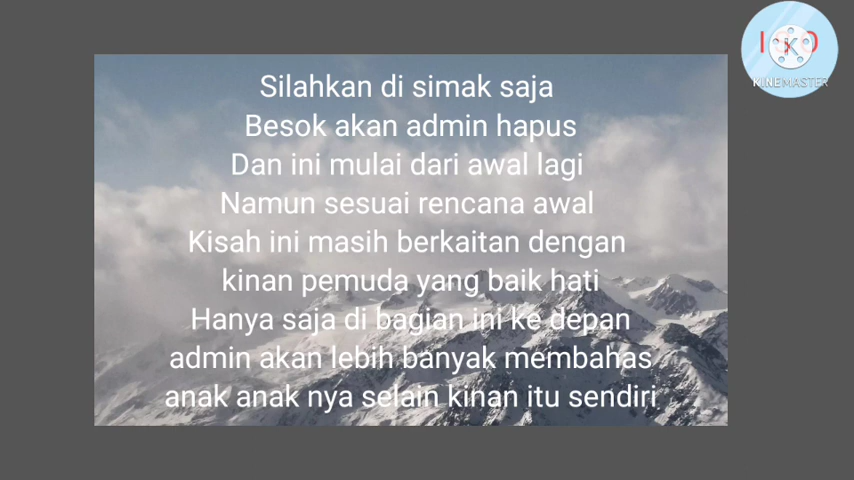 Silahkan di simak saja
Besok akan admin hapus
Dan ini mulai dari awal lagi
Namun sesuai rencana awal
Kisah ini masih berkaitan dengan
kinan pemuda yang baik hati
Hanya saja di bagian ini ke depan
admin akan lebih banyak membahas
anak anak nya selain kinan itu sendiri
KINEMASTER